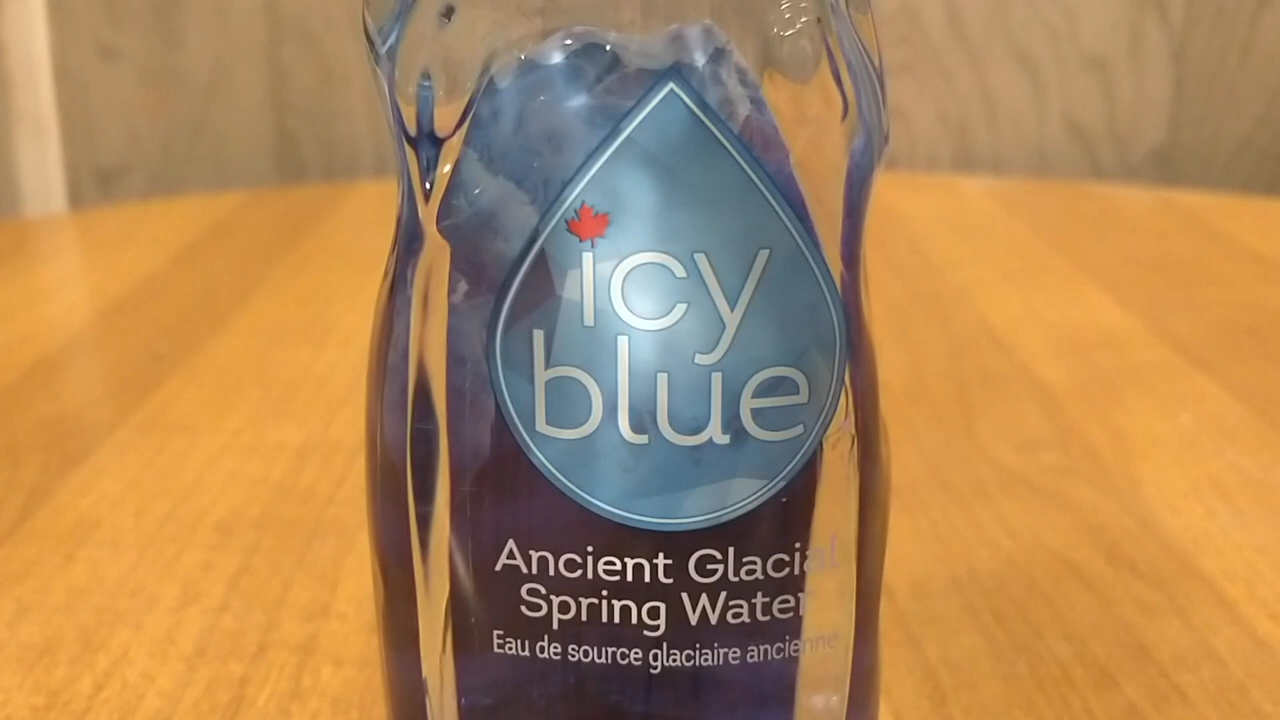 icy
blue
Ancient Glacial
Spring Water
Eau de source glaciaire ancienne